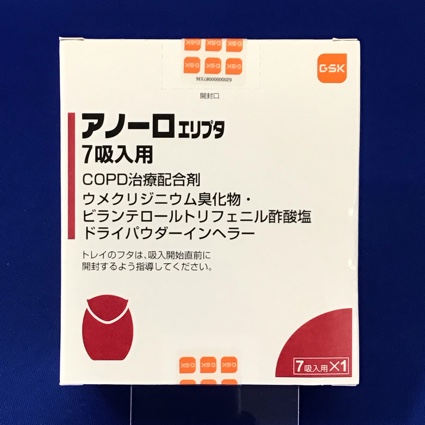 GSK
開封口
アノーロエリプタ
7吸入用
COPD治療配合剤
ウメクリジニウム臭化物・
ビランテロールトリフェニル酢酸塩
ドライパウダーインヘラー
トレイのフタは、吸入開始直前に
開封するよう指導してください。
7吸入用×1